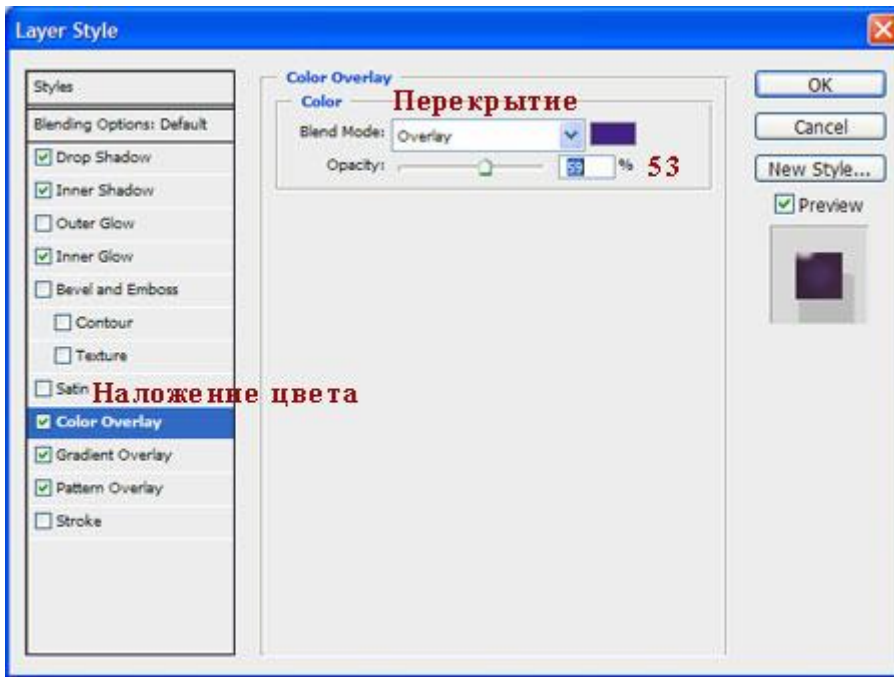 Layer Style
Styles
Blending Options: Default
Drop Shadow
Inner Shadow
Outer Glow
Inner Glow
Bevel and Emboss
Contour
Texture
Satin
Наложение цвета
Color Overlay
Gradient Overlay
Pattern Overlay
Stroke
Color Overlay
Color
Перекрытие
Blend Mode: Overlay
Opacity: 59 % 53
OK
Cancel
New Style...
Preview